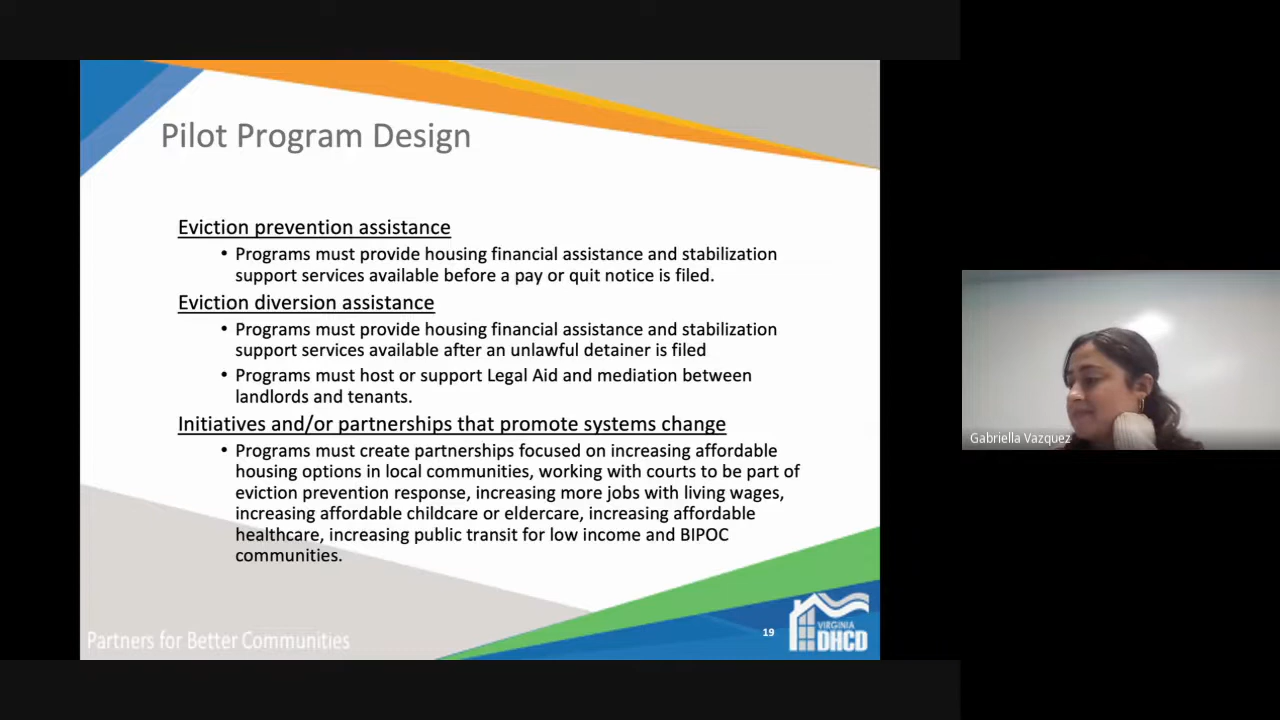 Pilot Program Design
Eviction prevention assistance
• Programs must provide housing financial assistance and stabilization
support services available before a pay or quit notice is filed.
Eviction diversion assistance
• Programs must provide housing financial assistance and stabilization
support services available after an unlawful detainer is filed
• Programs must host or support Legal Aid and mediation between
landlords and tenants.
Initiatives and/or partnerships that promote systems change
• Programs must create partnerships focused on increasing affordable
housing options in local communities, working with courts to be part of
eviction prevention response, increasing more jobs with living wages,
increasing affordable childcare or eldercare, increasing affordable
healthcare, increasing public transit for low income and BIPOC
communities.
Partners for Better Communities
19
VIRGINIA
DHCD
Gabriella Vazquez